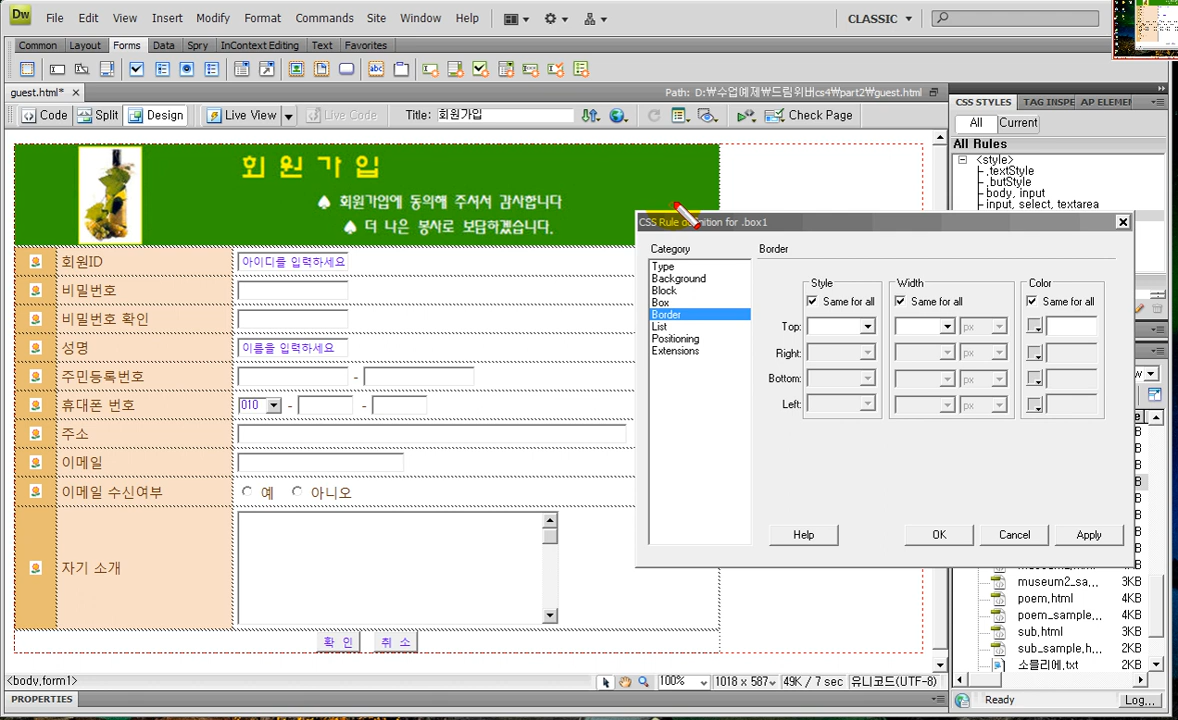 Dw File Edit View Insert Modify Format Commands Site Window Help CLASSIC
Common Layout Forms Data Spry InContext Editing Text Favorites
guest.html* Path: D:₩수업예제₩드림위버cs4₩part2₩guest.html
Code Split Design Live View Live Code Title: 회원가입 Check Page
회 원 가 입
♠ 회원가입에 동의해 주셔서 감사합니다
♠ 더 나은 봉사로 보답하겠습니다.
회원ID 아이디를 입력하세요
비밀번호
비밀번호 확인
성명 이름을 입력하세요
주민등록번호 -
휴대폰 번호 010 - -
주소
이메일
이메일 수신여부 예 아니오
자기 소개
확 인 취 소
<body,form1> 100% 1018 x 587 49K / 7 sec 유니코드(UTF-8)
PROPERTIES
CSS Rule definition for .box1
Category Border
Type
Background
Block
Box
Border
List
Positioning
Extensions
Style Width Color
Same for all Same for all Same for all
Top: px
Right: px
Bottom: px
Left: px
Help OK Cancel Apply
CSS STYLES TAG INSPE AP ELEMEN
All Current
All Rules
<style>
.textStyle
.butStyle
body, input
input, select, textarea
museum2_sa... 3KB
poem.html 4KB
poem_sample... 4KB
sub.html 3KB
sub_sample.h... 2KB
소믈리에.txt 2KB
Ready Log...